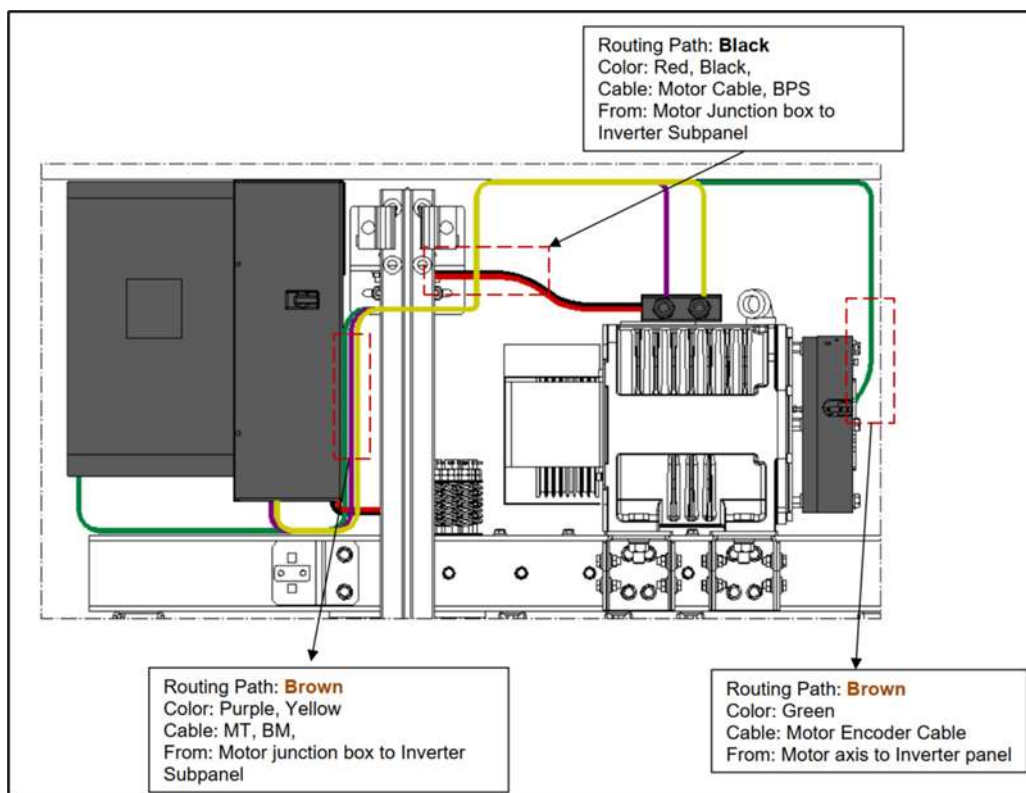 Routing Path: Black
Color: Red, Black,
Cable: Motor Cable, BPS
From: Motor Junction box to
Inverter Subpanel
Routing Path: Brown
Color: Purple, Yellow
Cable: MT, BM,
From: Motor junction box to Inverter
Subpanel
Routing Path: Brown
Color: Green
Cable: Motor Encoder Cable
From: Motor axis to Inverter panel